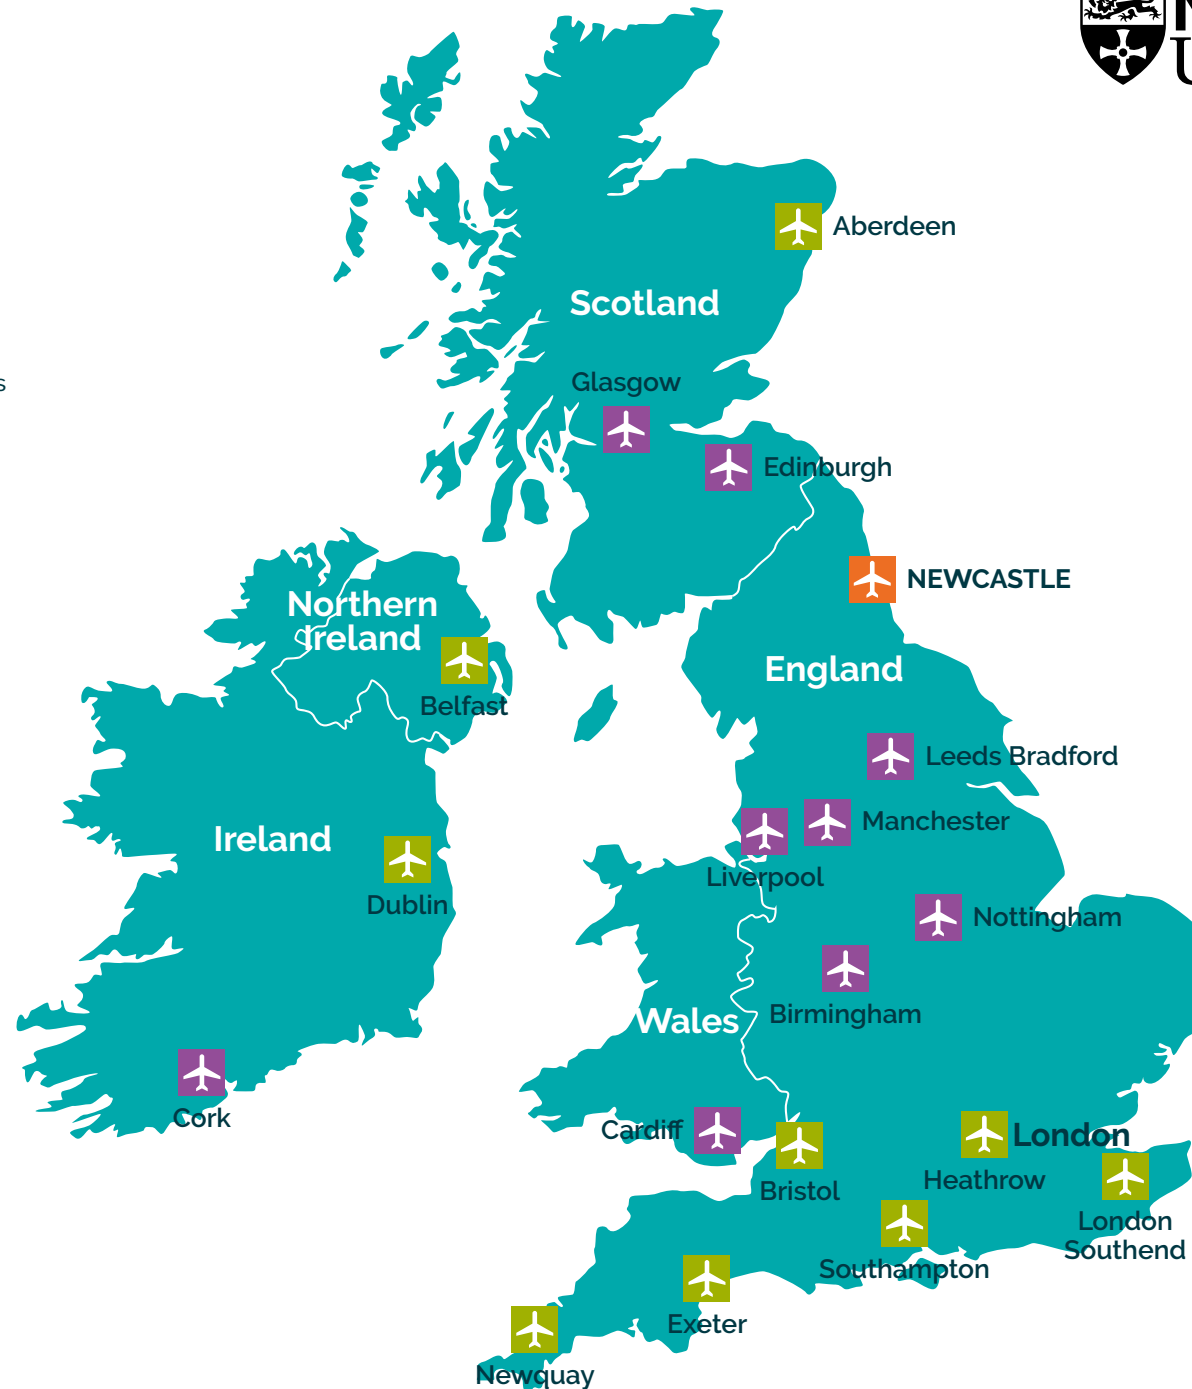 Aberdeen
Scotland
Glasgow
Edinburgh
NEWCASTLE
Northern
Ireland
England
Belfast
Leeds Bradford
Manchester
Ireland
Liverpool
Dublin
Nottingham
Birmingham
Wales
Cork
Cardiff
London
Bristol
Heathrow
London
Southend
Southampton
Exeter
Newquay